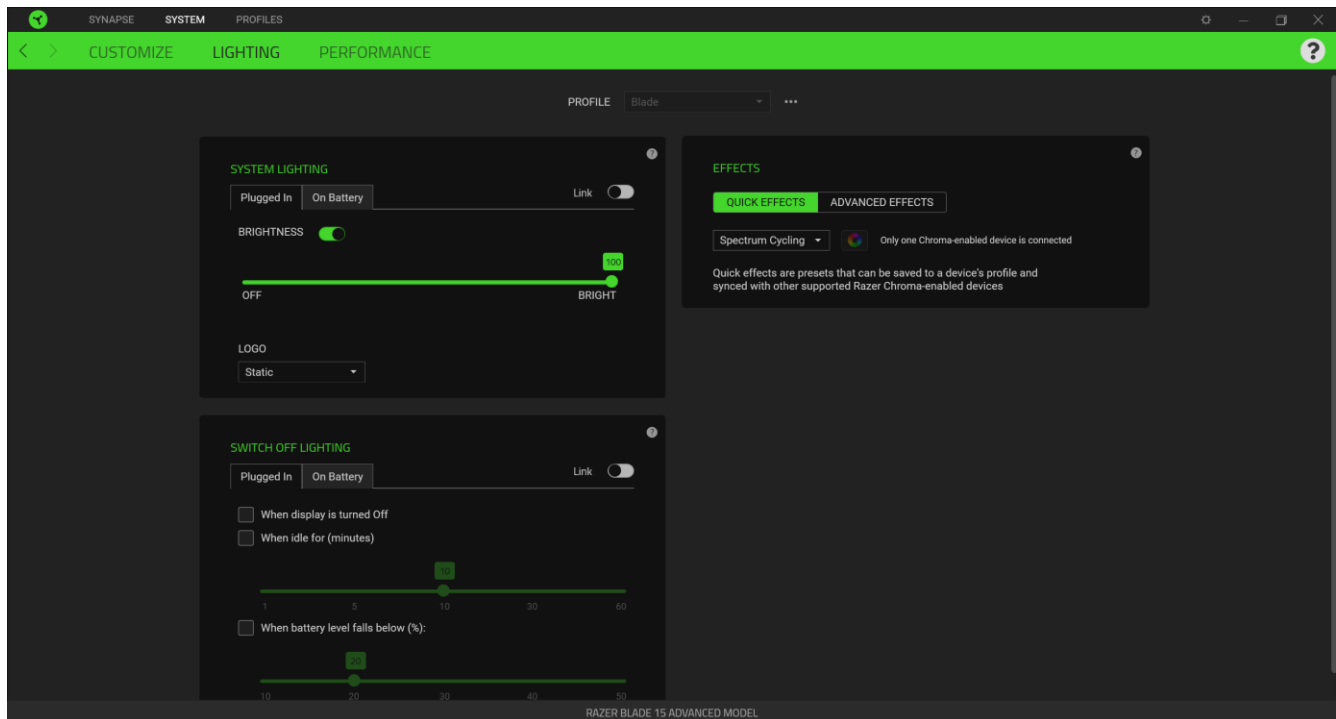 SYNAPSE SYSTEM PROFILES
CUSTOMIZE LIGHTING PERFORMANCE ?
PROFILE Blade
SYSTEM LIGHTING ?
Plugged In On Battery Link
BRIGHTNESS
100
OFF BRIGHT
LOGO
Static
EFFECTS ?
QUICK EFFECTS ADVANCED EFFECTS
Spectrum Cycling Only one Chroma-enabled device is connected
Quick effects are presets that can be saved to a device's profile and
synced with other supported Razer Chroma-enabled devices
SWITCH OFF LIGHTING ?
Plugged In On Battery Link
When display is turned Off
When idle for (minutes)
10
1 5 10 30 60
When battery level falls below (%):
20
10 20 30 40 50
RAZER BLADE 15 ADVANCED MODEL